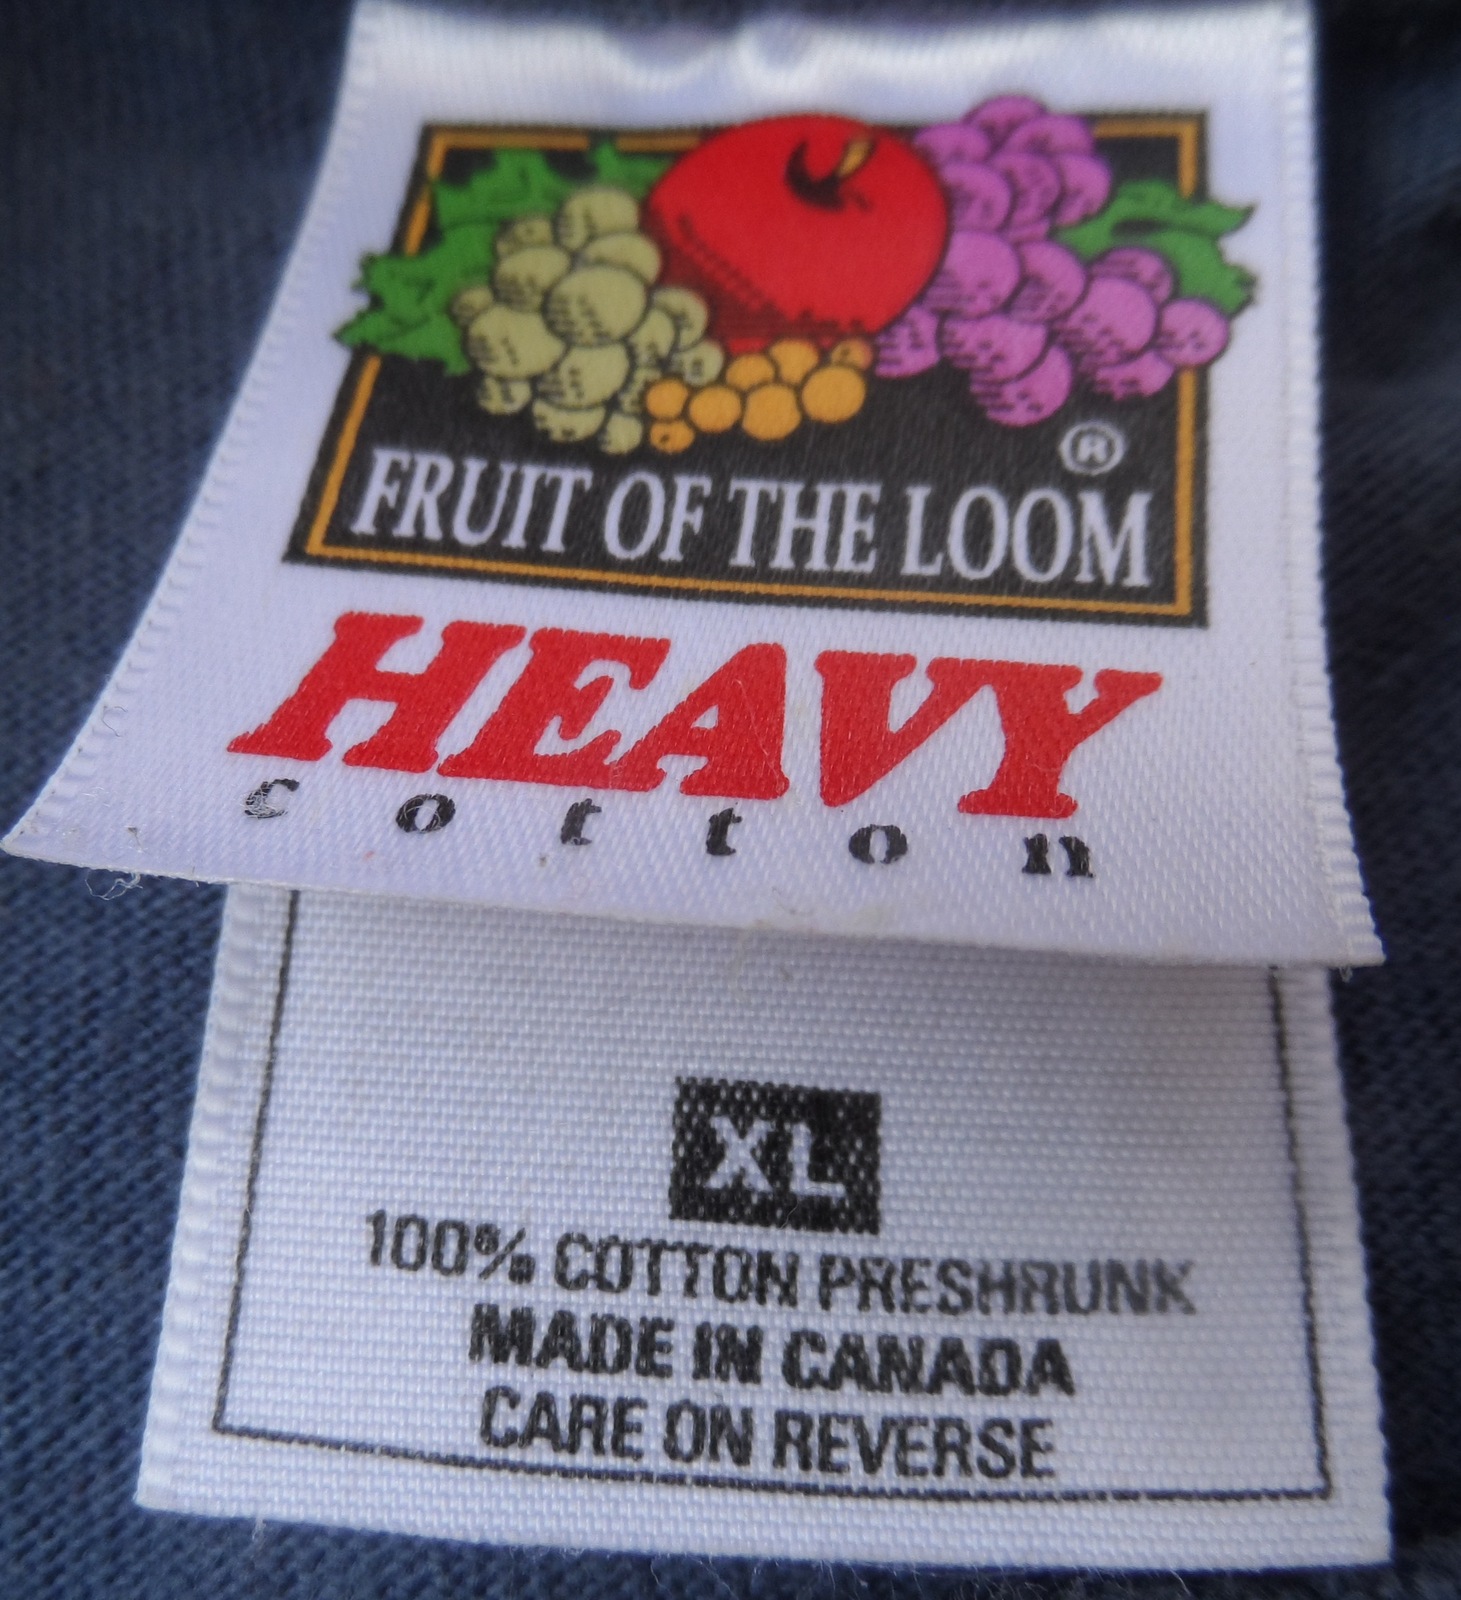 ®
FRUIT OF THE LOOM
HEAVY
cotton
XL
100% COTTON PRESHRUNK
MADE IN CANADA
CARE ON REVERSE